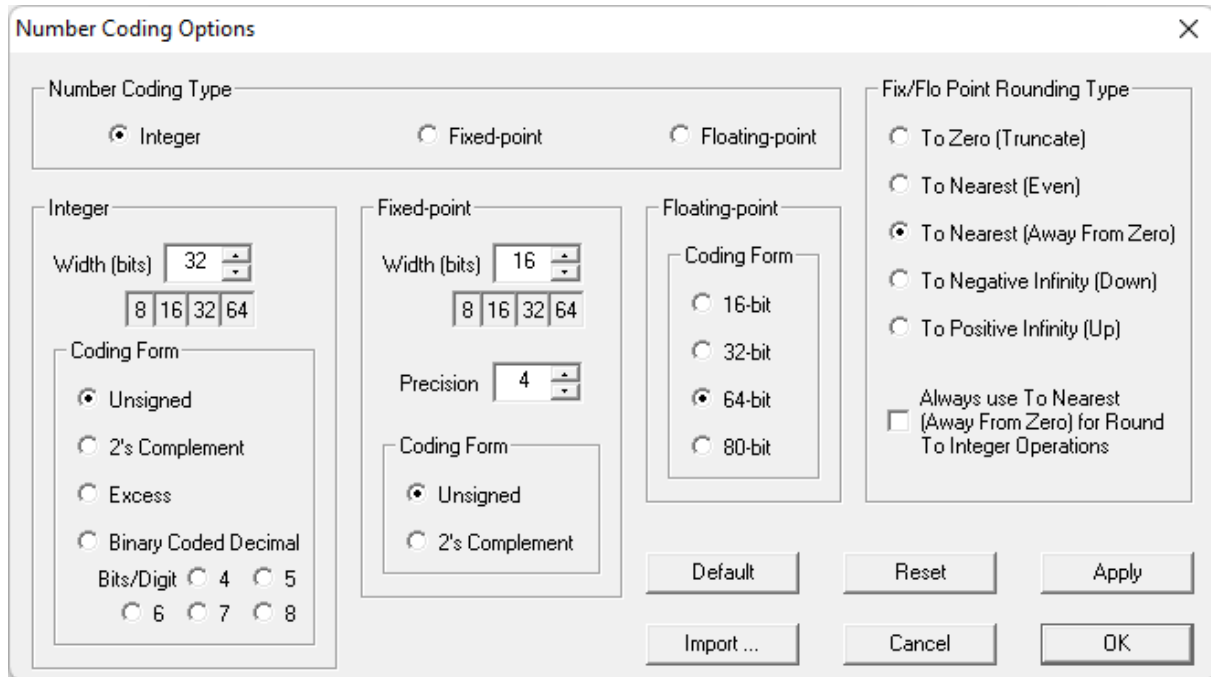 Number Coding Options
Number Coding Type
Integer Fixed-point Floating-point
Integer
Width (bits) 32
8 16 32 64
Coding Form
Unsigned
2's Complement
Excess
Binary Coded Decimal
Bits/Digit 4 5
6 7 8
Fixed-point
Width (bits) 16
8 16 32 64
Precision 4
Coding Form
Unsigned
2's Complement
Floating-point
Coding Form
16-bit
32-bit
64-bit
80-bit
Fix/Flo Point Rounding Type
To Zero (Truncate)
To Nearest (Even)
To Nearest (Away From Zero)
To Negative Infinity (Down)
To Positive Infinity (Up)
Always use To Nearest
(Away From Zero) for Round
To Integer Operations
Default Reset Apply
Import ... Cancel OK